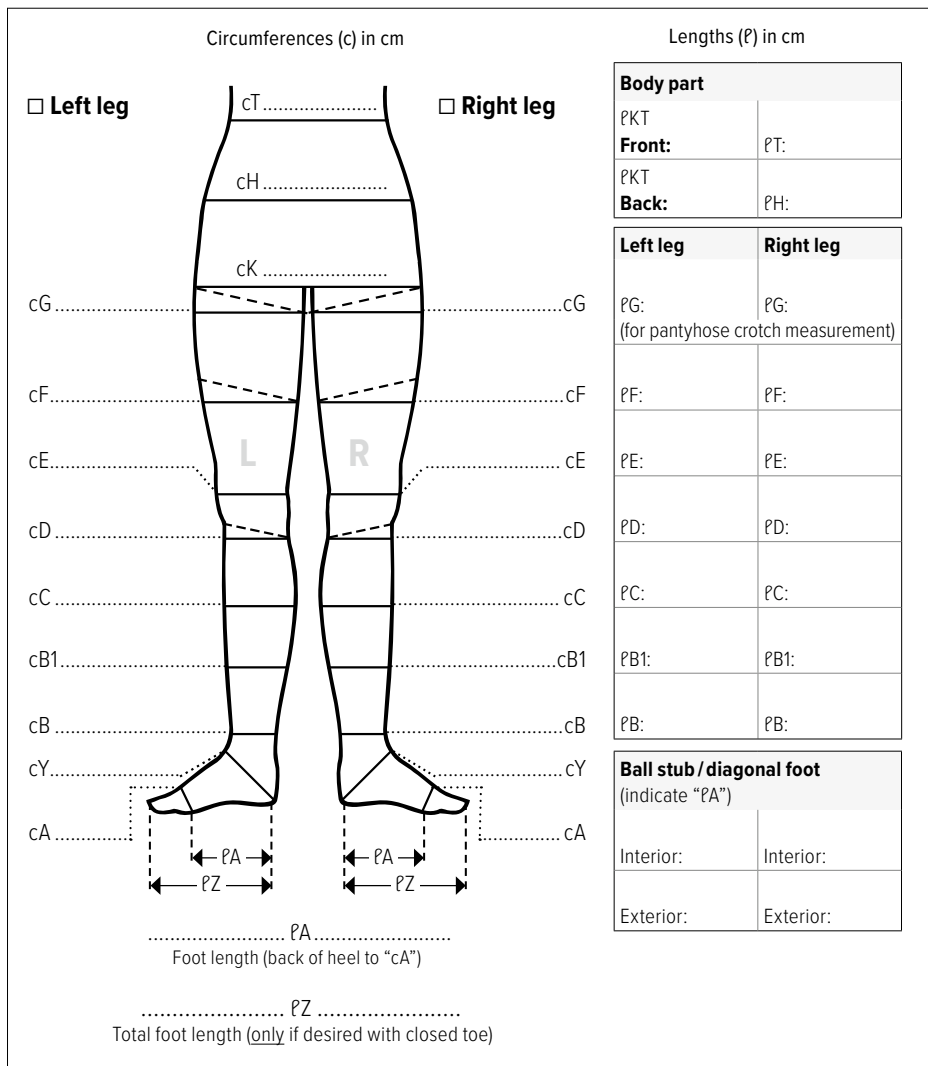 Circumferences (c) in cm
□ Left leg
cT......................
□ Right leg
cH........................
cK........................
cG ........................... ...........................cG
cF ........................... ...........................cF
L R
cE........................... ...........................cE
cD ........................... ...........................cD
cC ........................... ........................... cC
cB1........................... ...........................cB1
cB ........................... ...........................cB
cY........................... ...........................cY
cA ................... ................... cA
ℓA ℓA
ℓZ ℓZ
.......................... ℓA ..........................
Foot length (back of heel to “cA”)
........................... ℓZ ...........................
Total foot length (only if desired with closed toe)
Lengths (ℓ) in cm
Body part
ℓKT
Front: ℓT:
ℓKT
Back: ℓH:
Left leg Right leg
ℓG: ℓG:
(for pantyhose crotch measurement)
ℓF: ℓF:
ℓE: ℓE:
ℓD: ℓD:
ℓC: ℓC:
ℓB1: ℓB1:
ℓB: ℓB:
Ball stub / diagonal foot
(indicate “ℓA”)
Interior: Interior:
Exterior: Exterior: